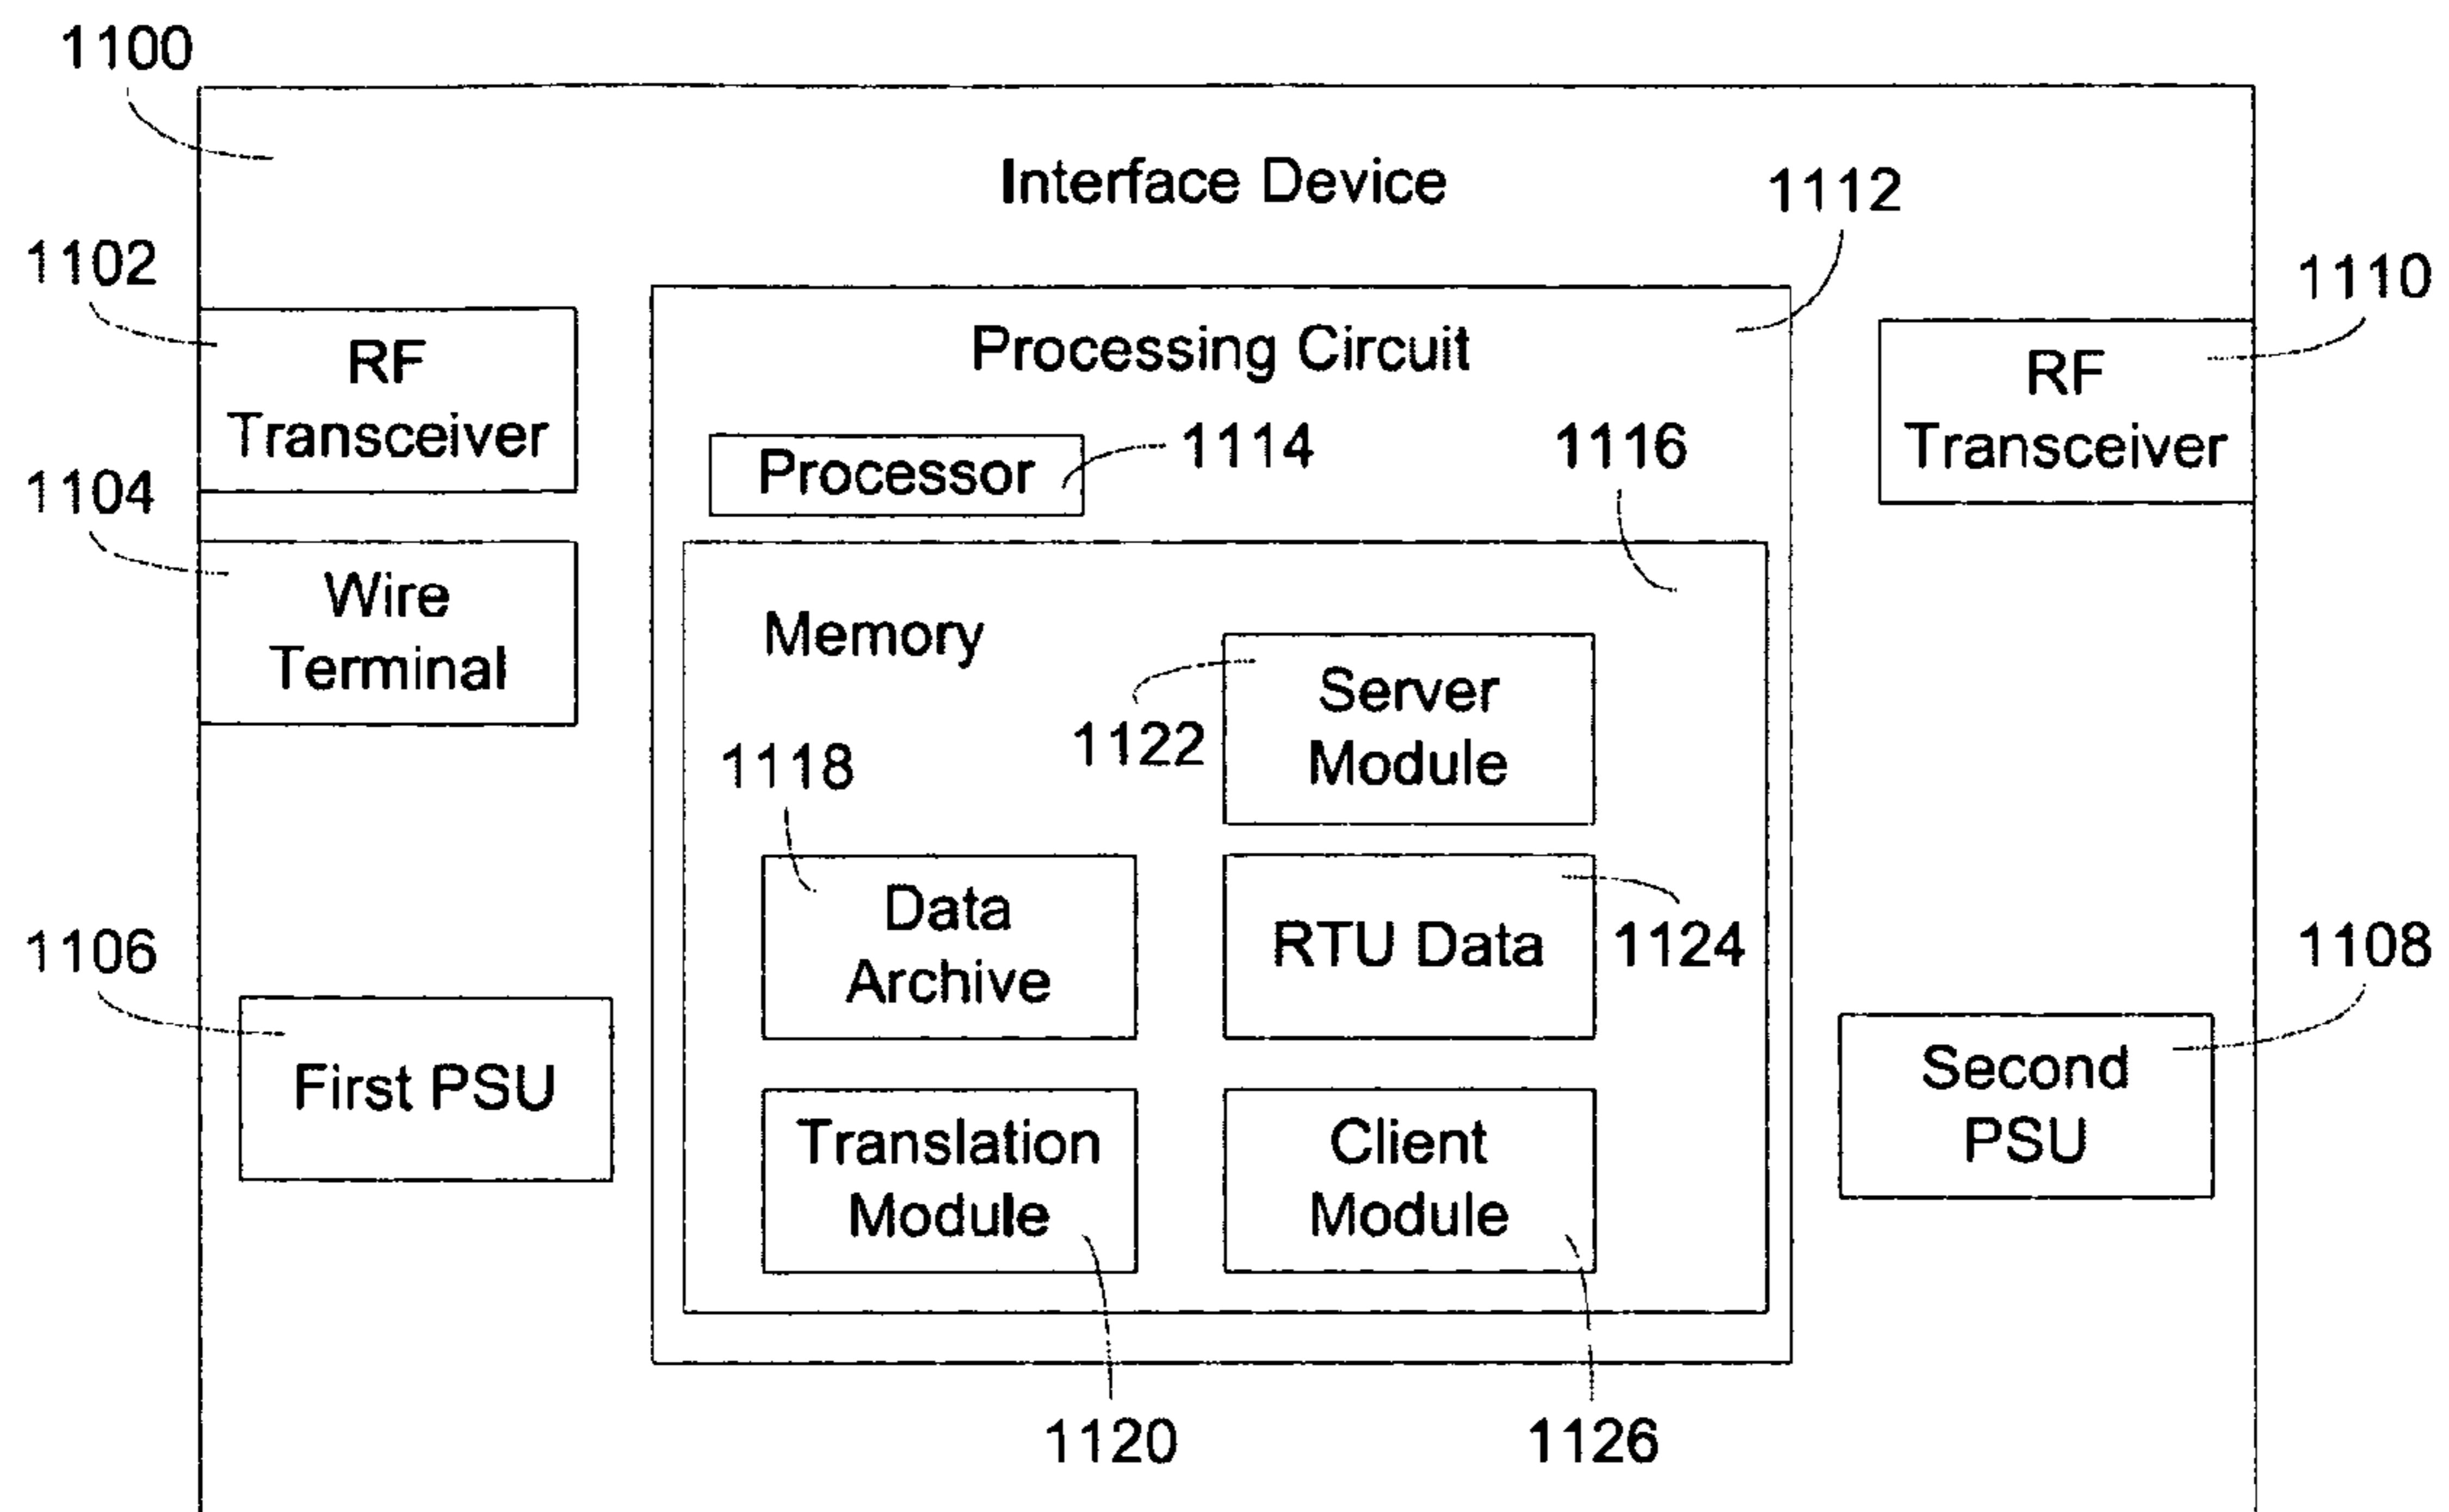 1100
Interface Device
1112
1102
1110
RF
Transceiver
Processing Circuit
RF
Transceiver
Processor
1114
1116
1104
Wire
Terminal
Memory
Server
Module
1122
1118
Data
Archive
RTU Data
1124
1106
1108
First PSU
Second
PSU
Translation
Module
Client
Module
1120
1126